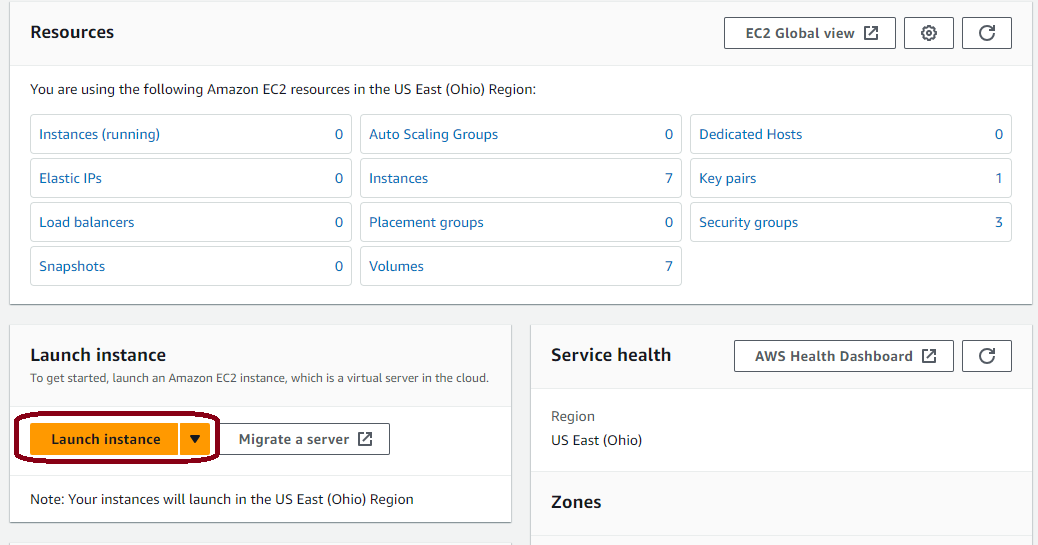 Resources
EC2 Global view
You are using the following Amazon EC2 resources in the US East (Ohio) Region:
Instances (running) 0
Auto Scaling Groups 0
Dedicated Hosts 0
Elastic IPs 0
Instances 7
Key pairs 1
Load balancers 0
Placement groups 0
Security groups 3
Snapshots 0
Volumes 7
Launch instance
To get started, launch an Amazon EC2 instance, which is a virtual server in the cloud.
Launch instance
Migrate a server
Note: Your instances will launch in the US East (Ohio) Region
Service health
AWS Health Dashboard
Region
US East (Ohio)
Zones